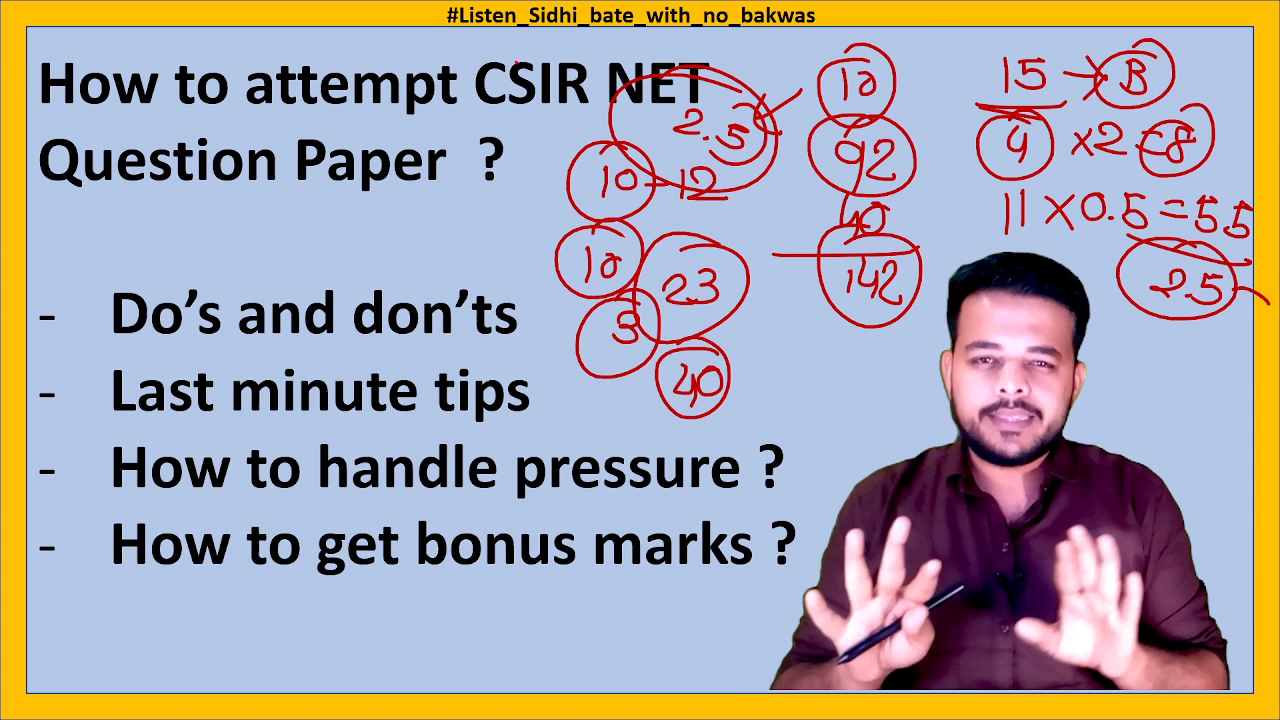 #Listen_Sidhi_bate_with_no_bakwas
How to attempt CSIR NET
Question Paper ?
- Do’s and don’ts
- Last minute tips
- How to handle pressure ?
- How to get bonus marks ?
2.5
10 - 12
10
23
3
40
10
92
40
142
15 → B
4 × 2 = 8
11 × 0.5 = 5.5
2.5